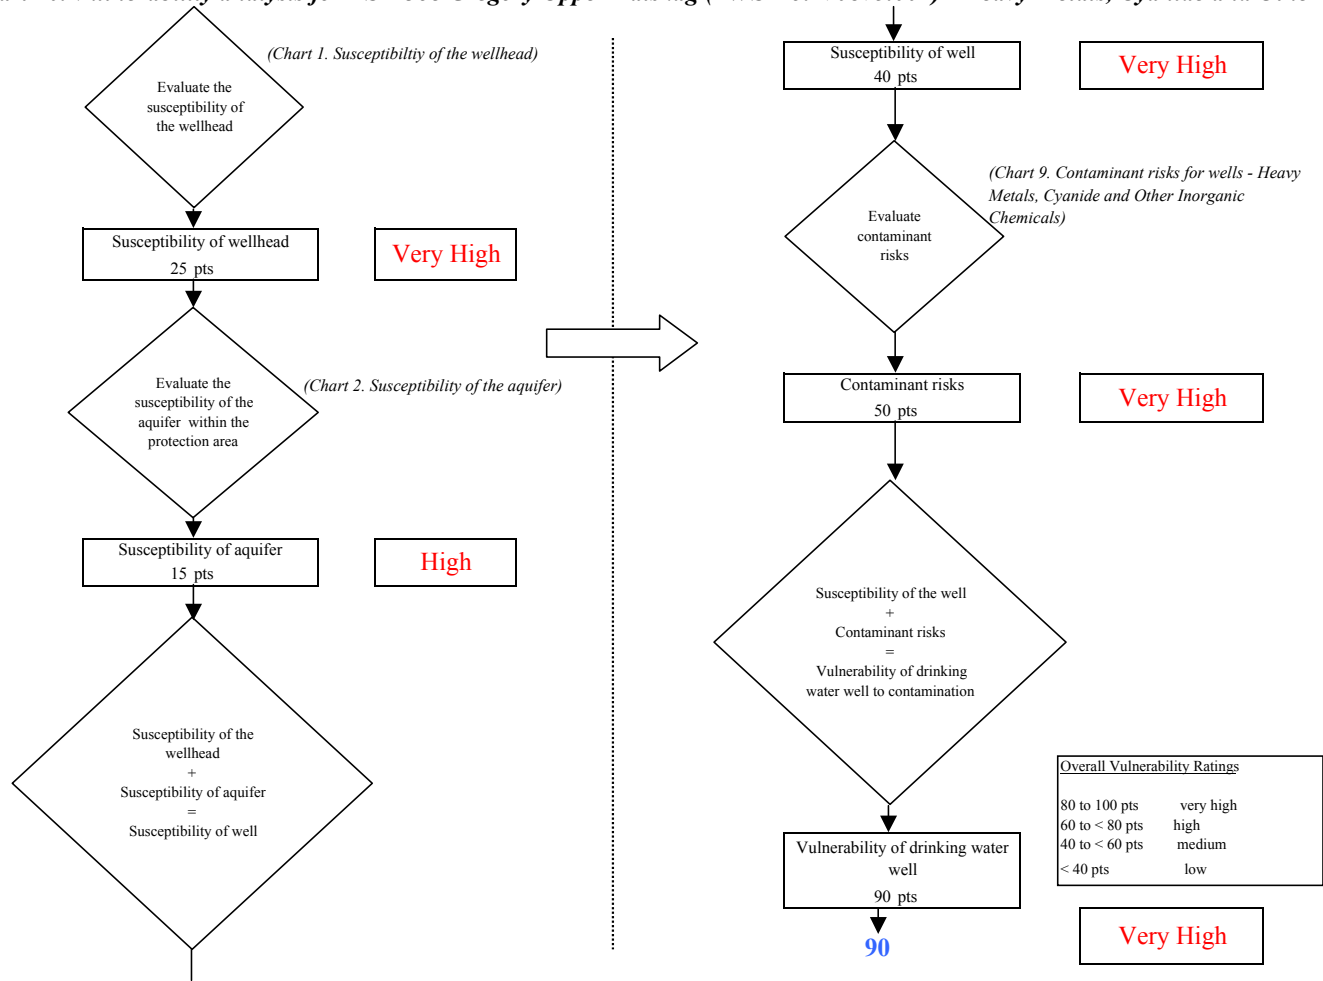 (Chart 1. Susceptibiltiy of the wellhead)
Evaluate the
susceptibility of
the wellhead
Susceptibility of wellhead
25 pts
Very High
Evaluate the
susceptibility of the
aquifer within the
protection area
(Chart 2. Susceptibility of the aquifer)
Susceptibility of aquifer
15 pts
High
Susceptibility of the
wellhead
+
Susceptibility of aquifer
=
Susceptibility of well
Susceptibility of well
40 pts
Very High
Evaluate
contaminant
risks
(Chart 9. Contaminant risks for wells - Heavy
Metals, Cyanide and Other Inorganic
Chemicals)
Contaminant risks
50 pts
Very High
Susceptibility of the well
+
Contaminant risks
=
Vulnerability of drinking
water well to contamination
Overall Vulnerability Ratings
80 to 100 pts very high
60 to < 80 pts high
40 to < 60 pts medium
< 40 pts low
Vulnerability of drinking water
well
90 pts
90
Very High